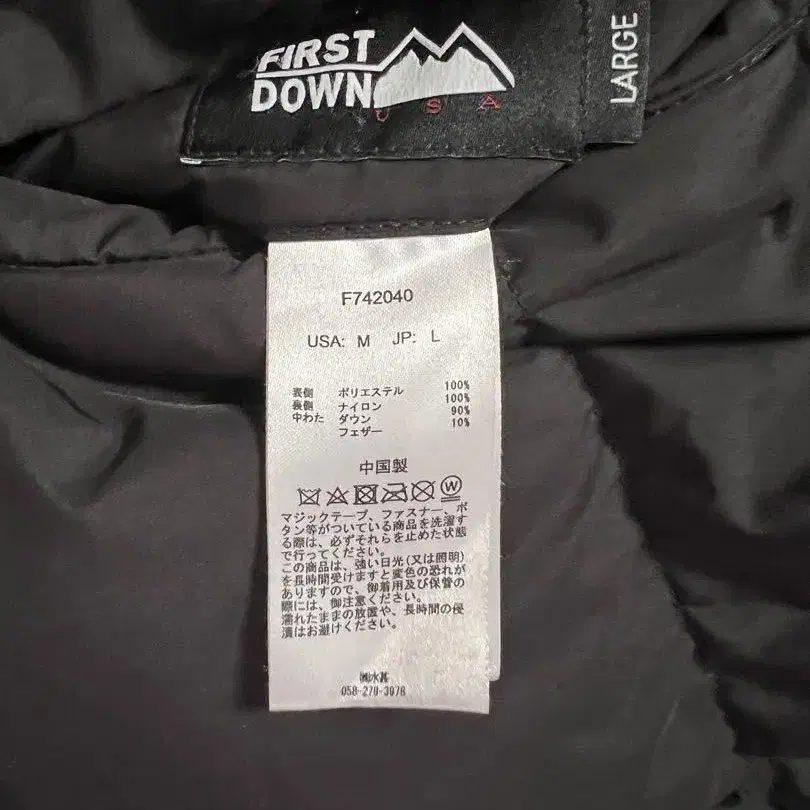 FIRST
DOWN
USA
LARGE
F742040
USA: M JP: L
表側 ポリエステル 100%
裏側 ナイロン 100%
中わた ダウン 90%
フェザー 10%
中国製
マジックテープ、ファスナー、ボ
タン等がついている商品を洗濯す
る際は、必ずそれらを止めた状態
で行ってください。
この商品は、強い日光(又は照明)
を長時間受けますと変色の恐れが
ありますので、御着用及び保管の
際には、御注意ください。
濡れたままの放置や、長時間の浸
漬はお避けください。
㈱水甚
058-279-3978